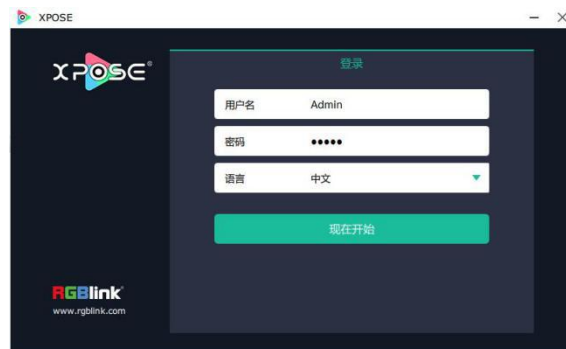 XPOSE
XPOSE®
登录
用户名 Admin
密码 •••••
语言 中文
现在开始
RGBlink®
www.rgblink.com